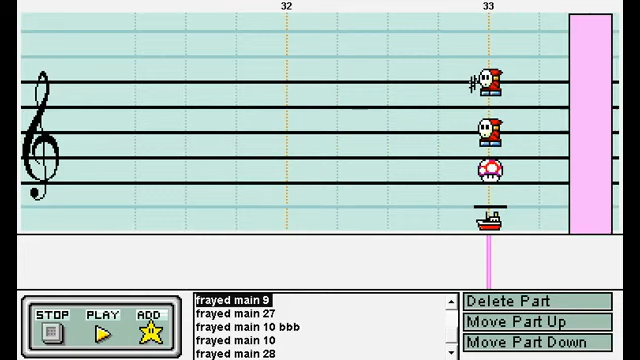 32 33
STOP PLAY ADD
frayed main 9
frayed main 27
frayed main 10 bbb
frayed main 10
frayed main 28
Delete Part
Move Part Up
Move Part Down